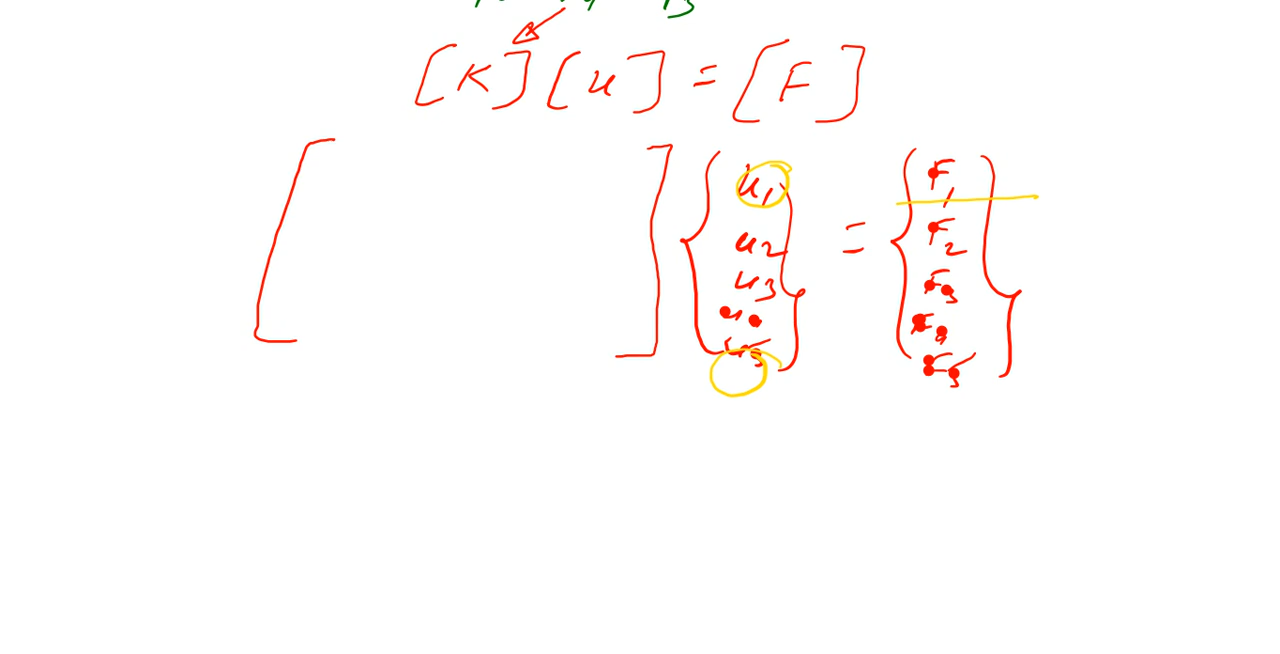 [K] [u] = [F]
[ ] { u1 } = { F1 }
u2 F2
u3 F3
u4 F4
u5 F5